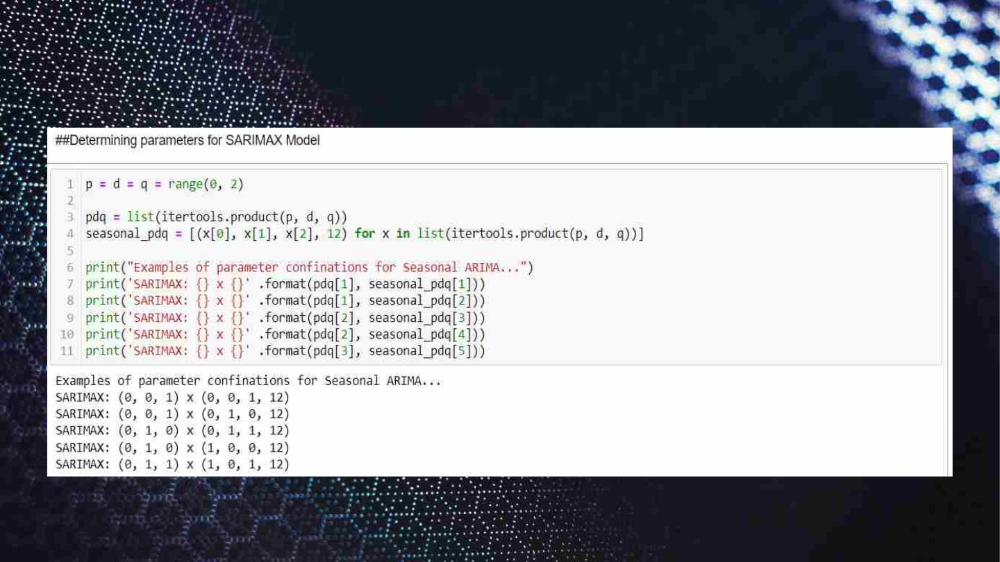 ##Determining parameters for SARIMAX Model
1 p = d = q = range(0, 2)
2
3 pdq = list(itertools.product(p, d, q))
4 seasonal_pdq = [(x[0], x[1], x[2], 12) for x in list(itertools.product(p, d, q))]
5
6 print("Examples of parameter confinations for Seasonal ARIMA...")
7 print('SARIMAX: {} x {}' .format(pdq[1], seasonal_pdq[1]))
8 print('SARIMAX: {} x {}' .format(pdq[1], seasonal_pdq[2]))
9 print('SARIMAX: {} x {}' .format(pdq[2], seasonal_pdq[3]))
10 print('SARIMAX: {} x {}' .format(pdq[2], seasonal_pdq[4]))
11 print('SARIMAX: {} x {}' .format(pdq[3], seasonal_pdq[5]))
Examples of parameter confinations for Seasonal ARIMA...
SARIMAX: (0, 0, 1) x (0, 0, 1, 12)
SARIMAX: (0, 0, 1) x (0, 1, 0, 12)
SARIMAX: (0, 1, 0) x (0, 1, 1, 12)
SARIMAX: (0, 1, 0) x (1, 0, 0, 12)
SARIMAX: (0, 1, 1) x (1, 0, 1, 12)